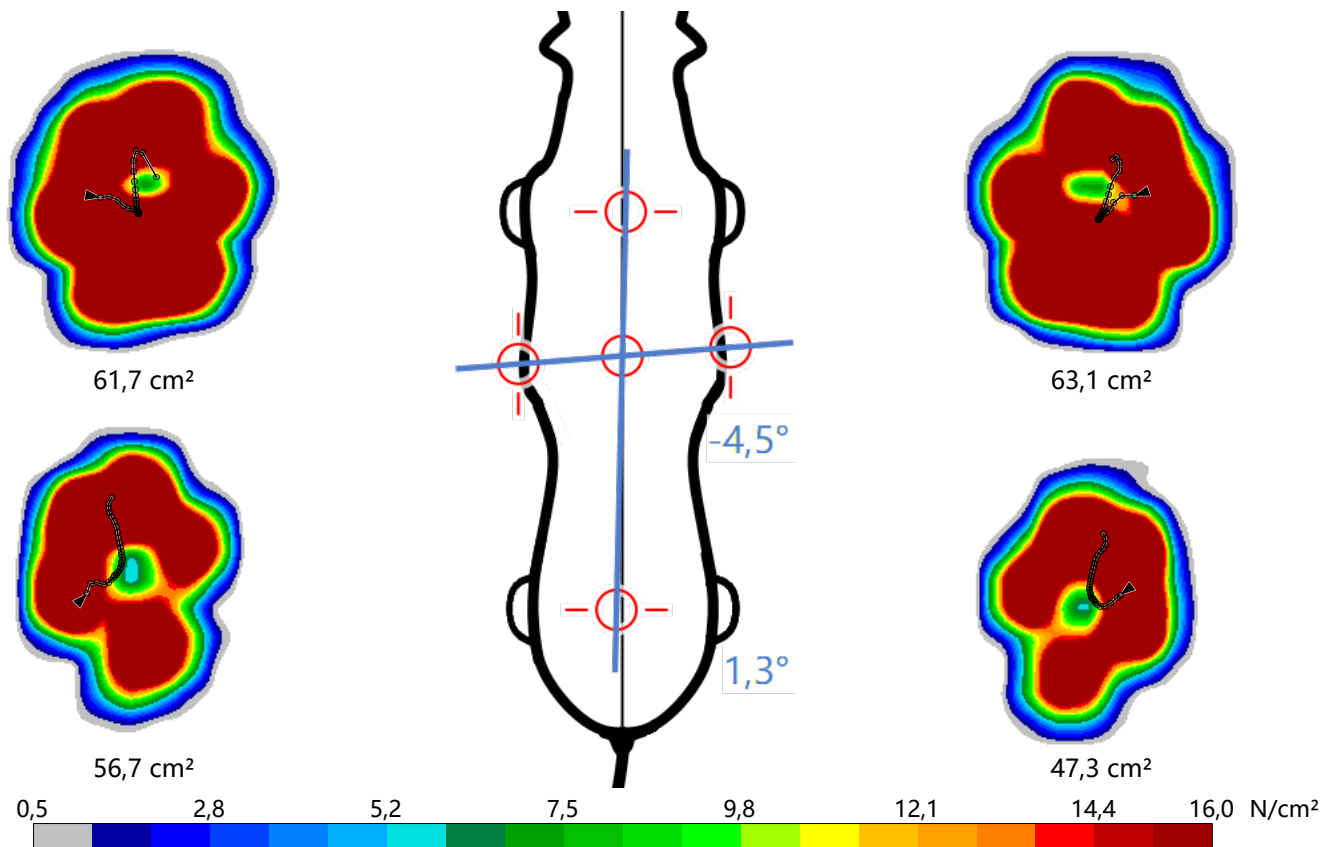 61,7 cm²
63,1 cm²
-4,5°
1,3°
56,7 cm²
47,3 cm²
0,5 2,8 5,2 7,5 9,8 12,1 14,4 16,0 N/cm²